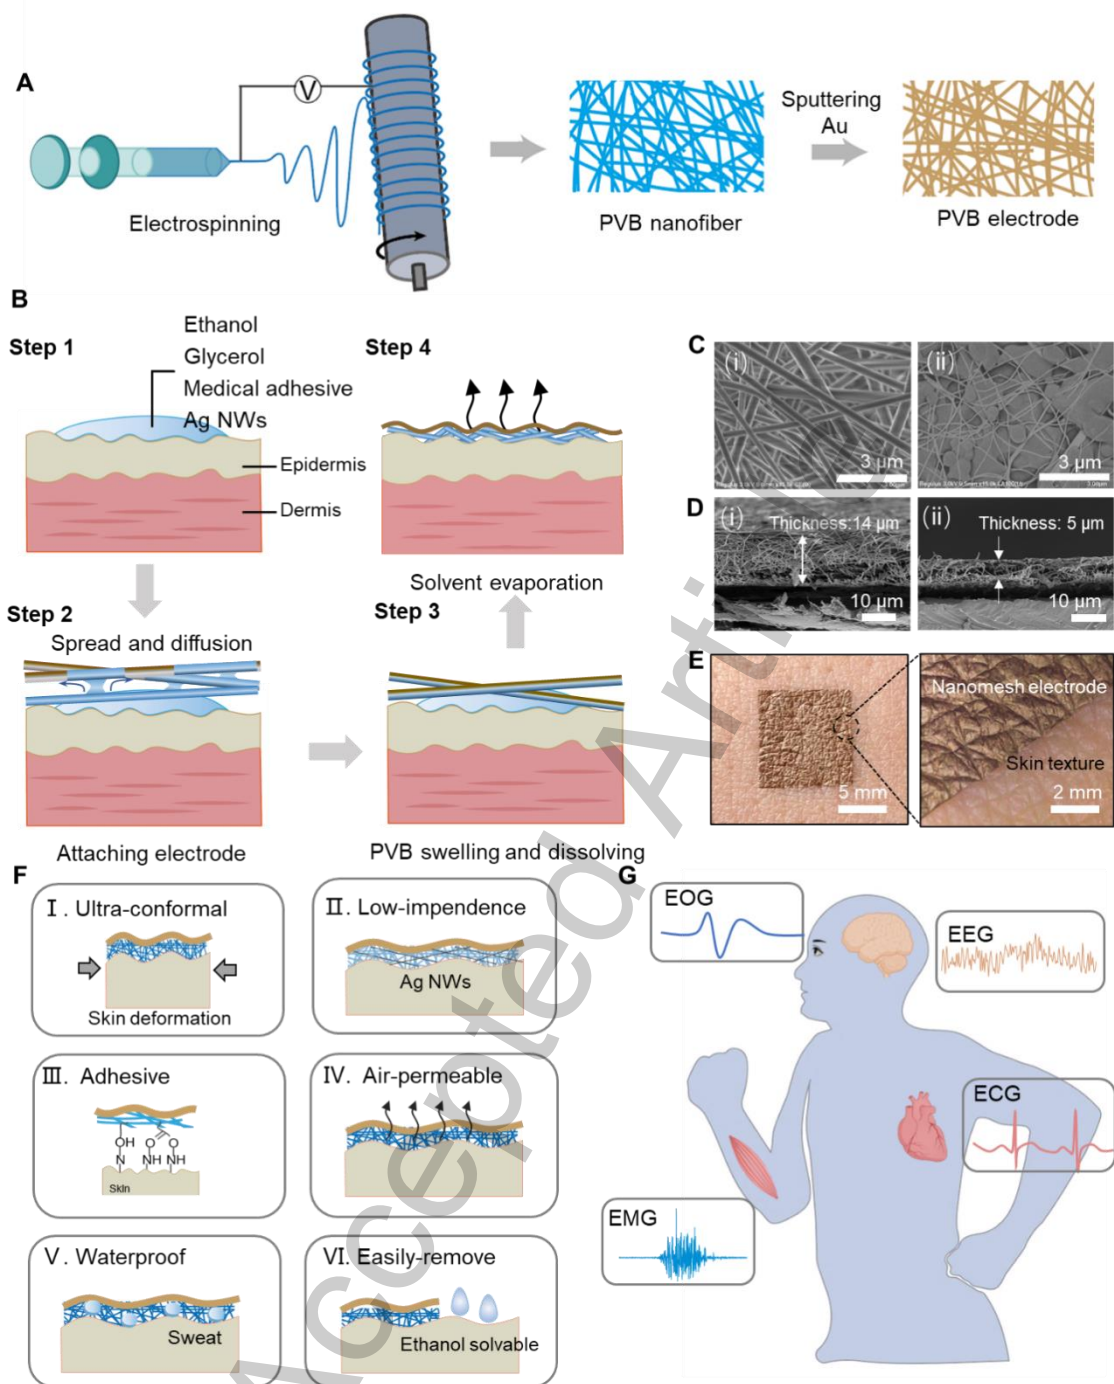 A
V
Electrospinning
PVB nanofiber
Sputtering
Au
PVB electrode
B
Step 1
Ethanol
Glycerol
Medical adhesive
Ag NWs
Epidermis
Dermis
Step 4
Solvent evaporation
Step 2
Spread and diffusion
Attaching electrode
Step 3
PVB swelling and dissolving
C
(i)
3 μm
(ii)
3 μm
D
(i)
Thickness: 14 μm
10 μm
(ii)
Thickness: 5 μm
10 μm
E
5 mm
Nanomesh electrode
Skin texture
2 mm
F
Ⅰ. Ultra-conformal
Skin deformation
Ⅱ. Low-impendence
Ag NWs
Ⅲ. Adhesive
OH O O
N NH NH
Skin
Ⅳ. Air-permeable
Ⅴ. Waterproof
Sweat
Ⅵ. Easily-remove
Ethanol solvable
G
EOG
EEG
ECG
EMG
Accepted Arti